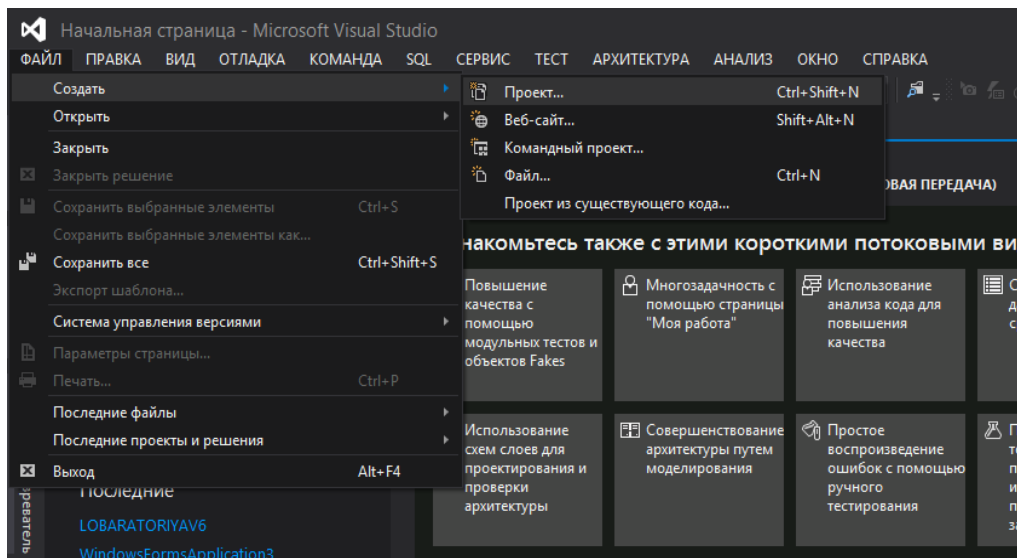 Начальная страница - Microsoft Visual Studio
ФАЙЛ ПРАВКА ВИД ОТЛАДКА КОМАНДА SQL СЕРВИС ТЕСТ АРХИТЕКТУРА АНАЛИЗ ОКНО СПРАВКА
Создать
Открыть
Закрыть
Закрыть решение
Сохранить выбранные элементы Ctrl+S
Сохранить выбранные элементы как...
Сохранить все Ctrl+Shift+S
Экспорт шаблона...
Система управления версиями
Параметры страницы...
Печать... Ctrl+P
Последние файлы
Последние проекты и решения
Выход Alt+F4
Проект... Ctrl+Shift+N
Веб-сайт... Shift+Alt+N
Командный проект...
Файл... Ctrl+N
Проект из существующего кода...
ОВАЯ ПЕРЕДАЧА)
накомьтесь также с этими короткими потоковыми ви
Повышение
качества с
помощью
модульных тестов и
объектов Fakes
Многозадачность с
помощью страницы
"Моя работа"
Использование
анализа кода для
повышения
качества
Использование
схем слоев для
проектирования и
проверки
архитектуры
Совершенствование
архитектуры путем
моделирования
Простое
воспроизведение
ошибок с помощью
ручного
тестирования
Последние
LOBARATORIYAV6
WindowsFormsApplication3